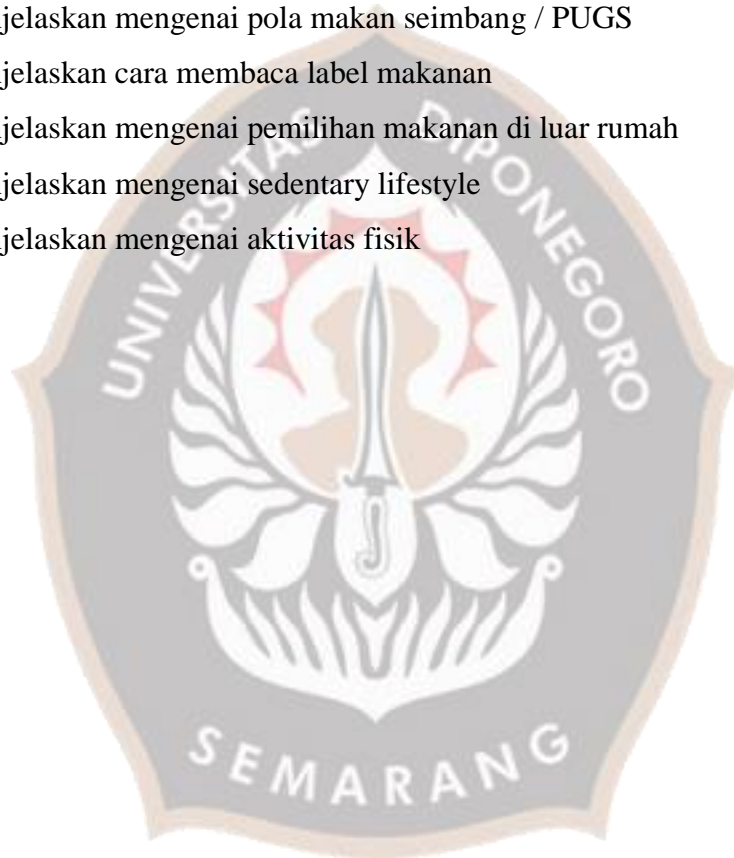 jelaskan mengenai pola makan seimbang / PUGS
jelaskan cara membaca label makanan
jelaskan mengenai pemilihan makanan di luar rumah
jelaskan mengenai sedentary lifestyle
jelaskan mengenai aktivitas fisik
UNIVERSITAS DIPONEGORO
SEMARANG